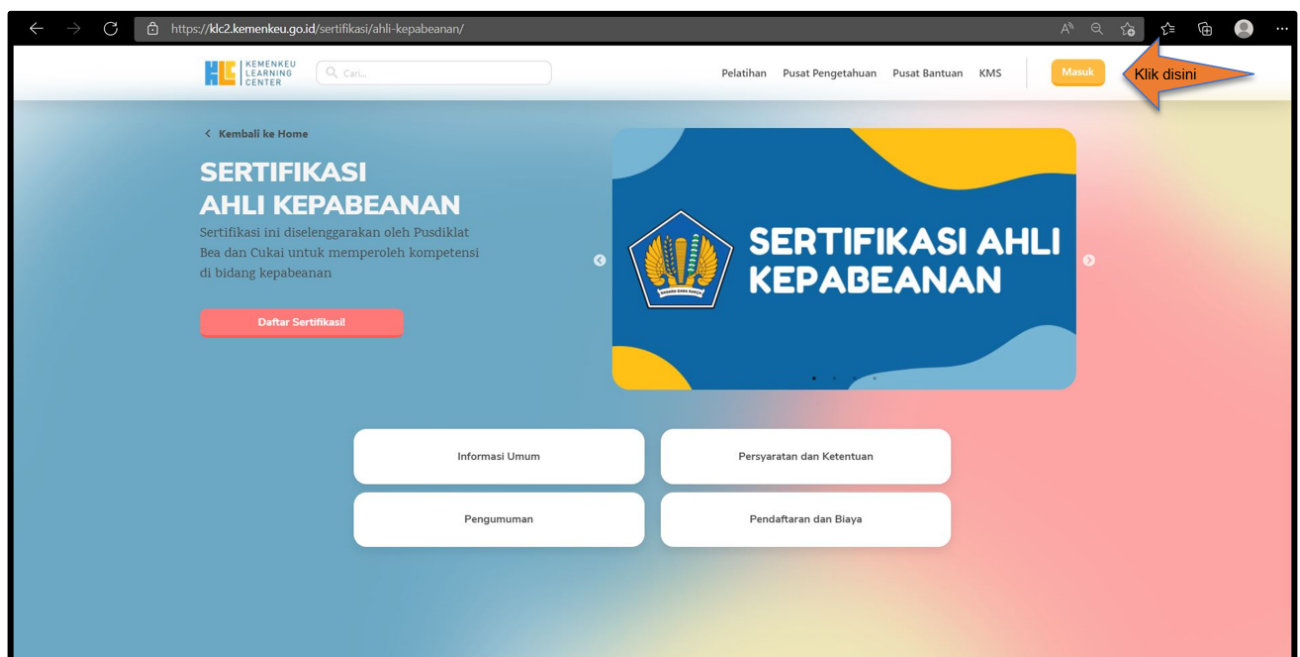 https://klc2.kemenkeu.go.id/sertifikasi/ahli-kepabeanan/
KEMENKEU
LEARNING
CENTER
Cari...
Pelatihan Pusat Pengetahuan Pusat Bantuan KMS Masuk
Klik disini
Kembali ke Home
SERTIFIKASI
AHLI KEPABEANAN
Sertifikasi ini diselenggarakan oleh Pusdiklat
Bea dan Cukai untuk memperoleh kompetensi
di bidang kepabeanan
Daftar Sertifikasi!
SERTIFIKASI AHLI
KEPABEANAN
Informasi Umum
Persyaratan dan Ketentuan
Pengumuman
Pendaftaran dan Biaya